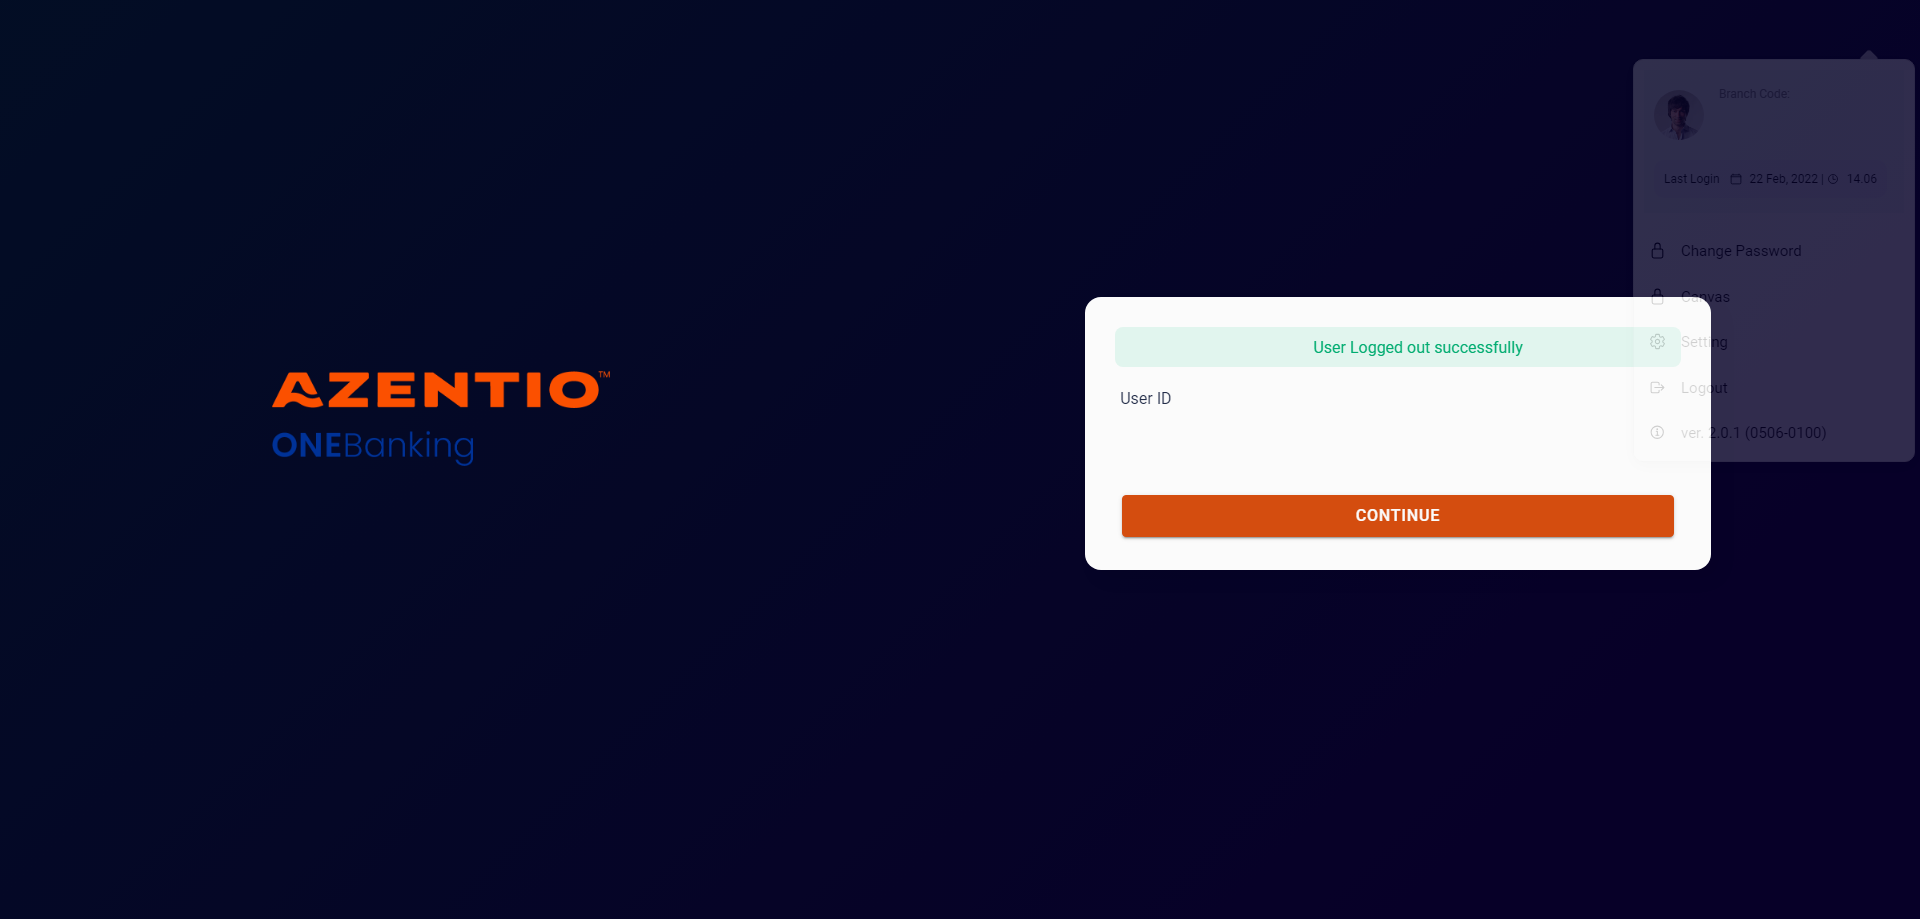 AZENTIO™
ONEBanking
Branch Code:
Last Login 22 Feb, 2022 | 14.06
Change Password
Canvas
Setting
Logout
ver. 2.0.1 (0506-0100)
User Logged out successfully
User ID
CONTINUE